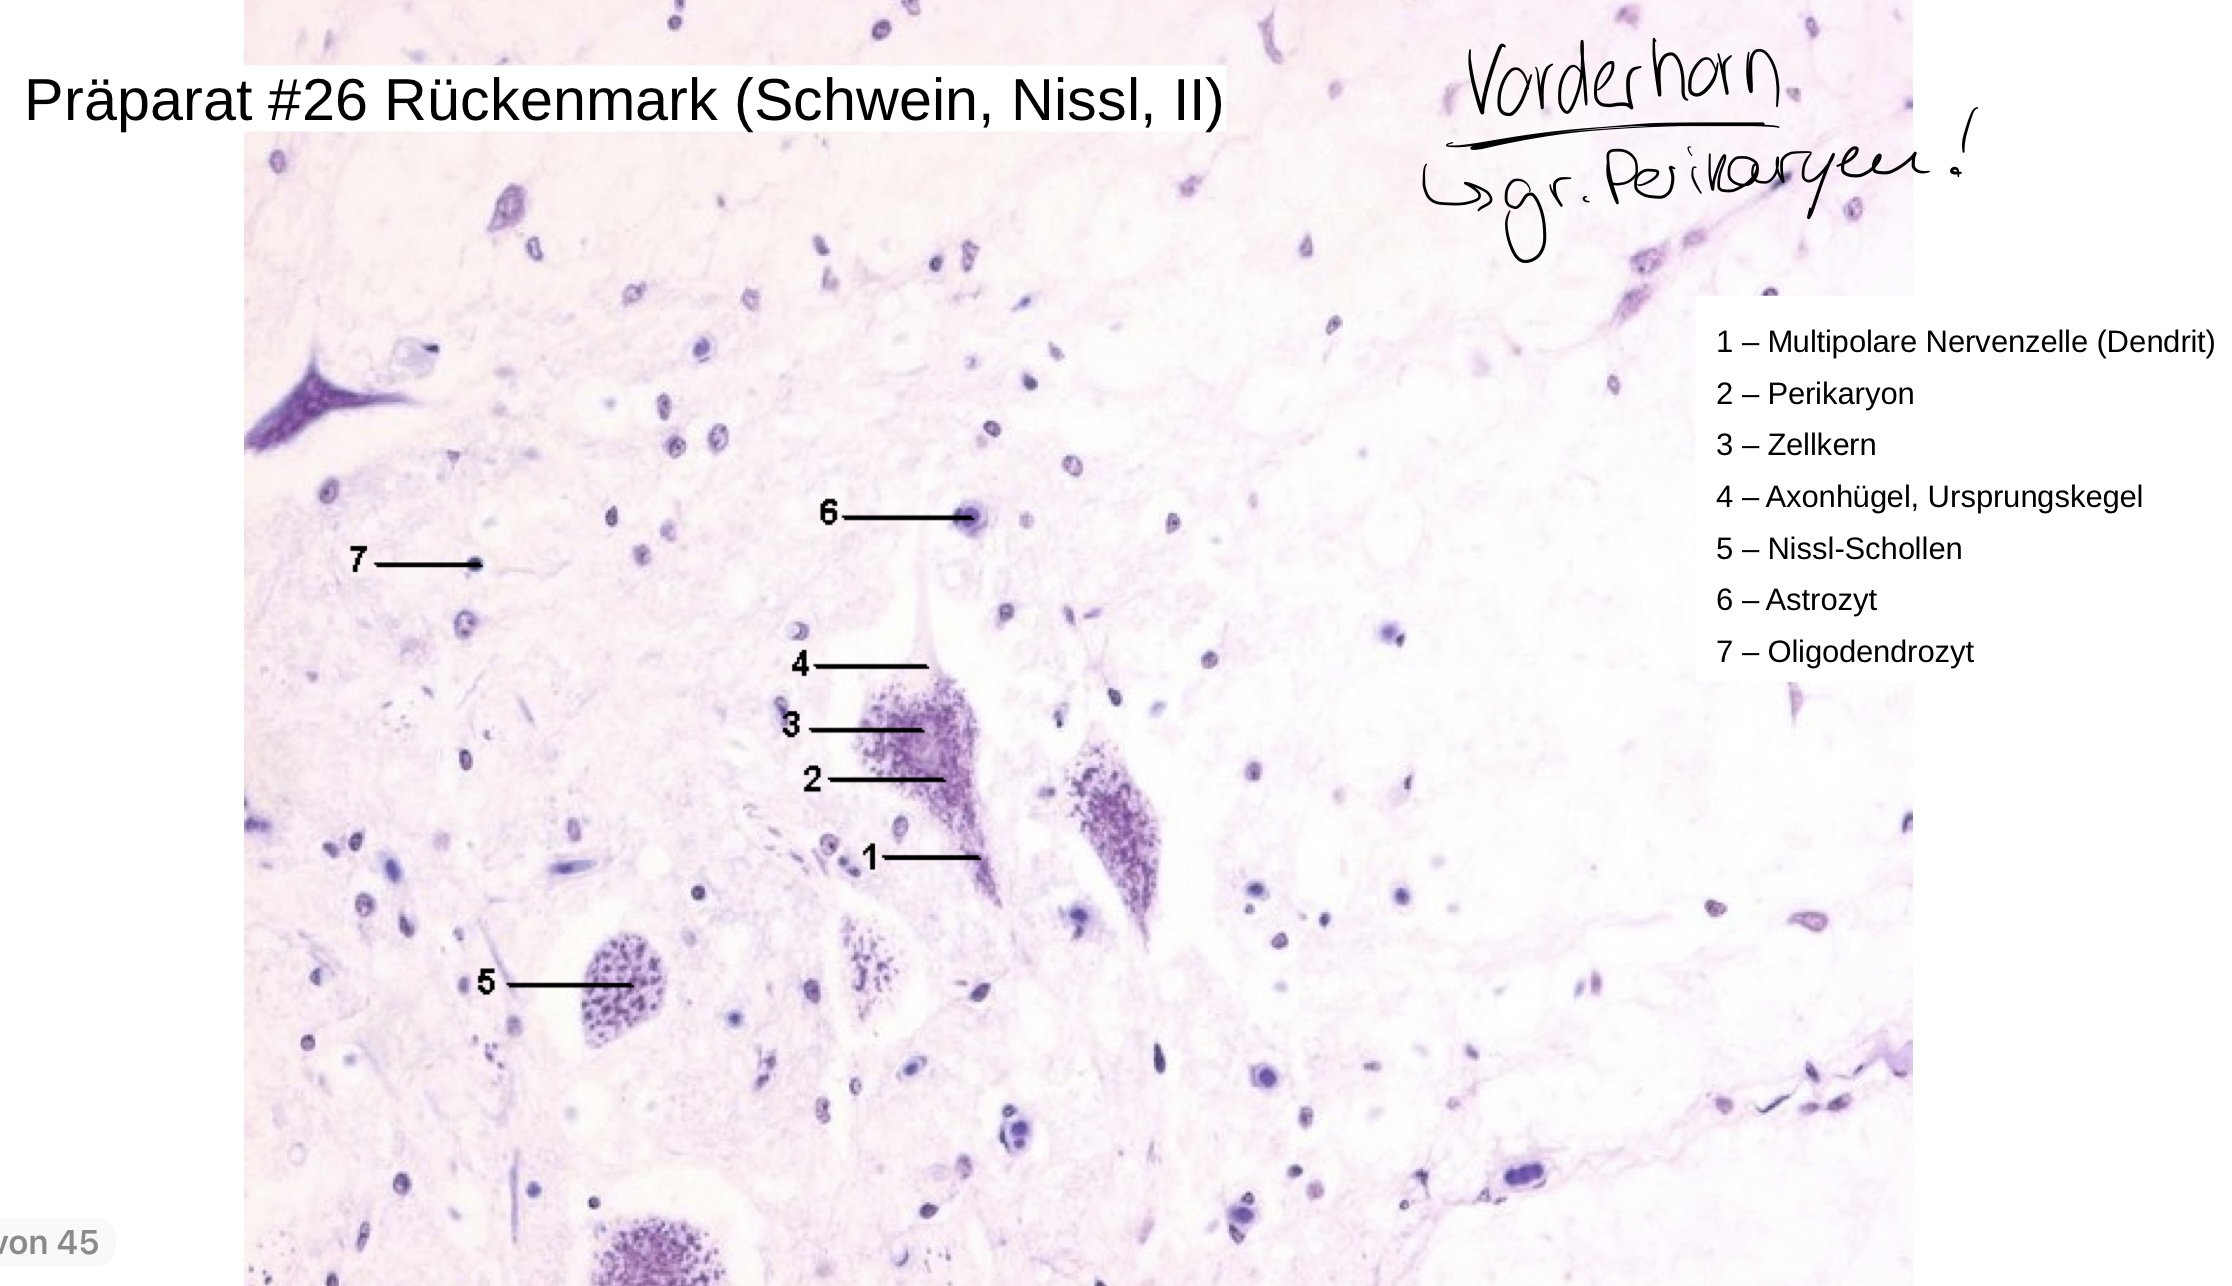 Präparat #26 Rückenmark (Schwein, Nissl, II)
Vorderhorn
↳ gr. Perikaryen!
1 – Multipolare Nervenzelle (Dendrit)
2 – Perikaryon
3 – Zellkern
4 – Axonhügel, Ursprungskegel
5 – Nissl-Schollen
6 – Astrozyt
7 – Oligodendrozyt
6
7
4
3
2
1
5
von 45